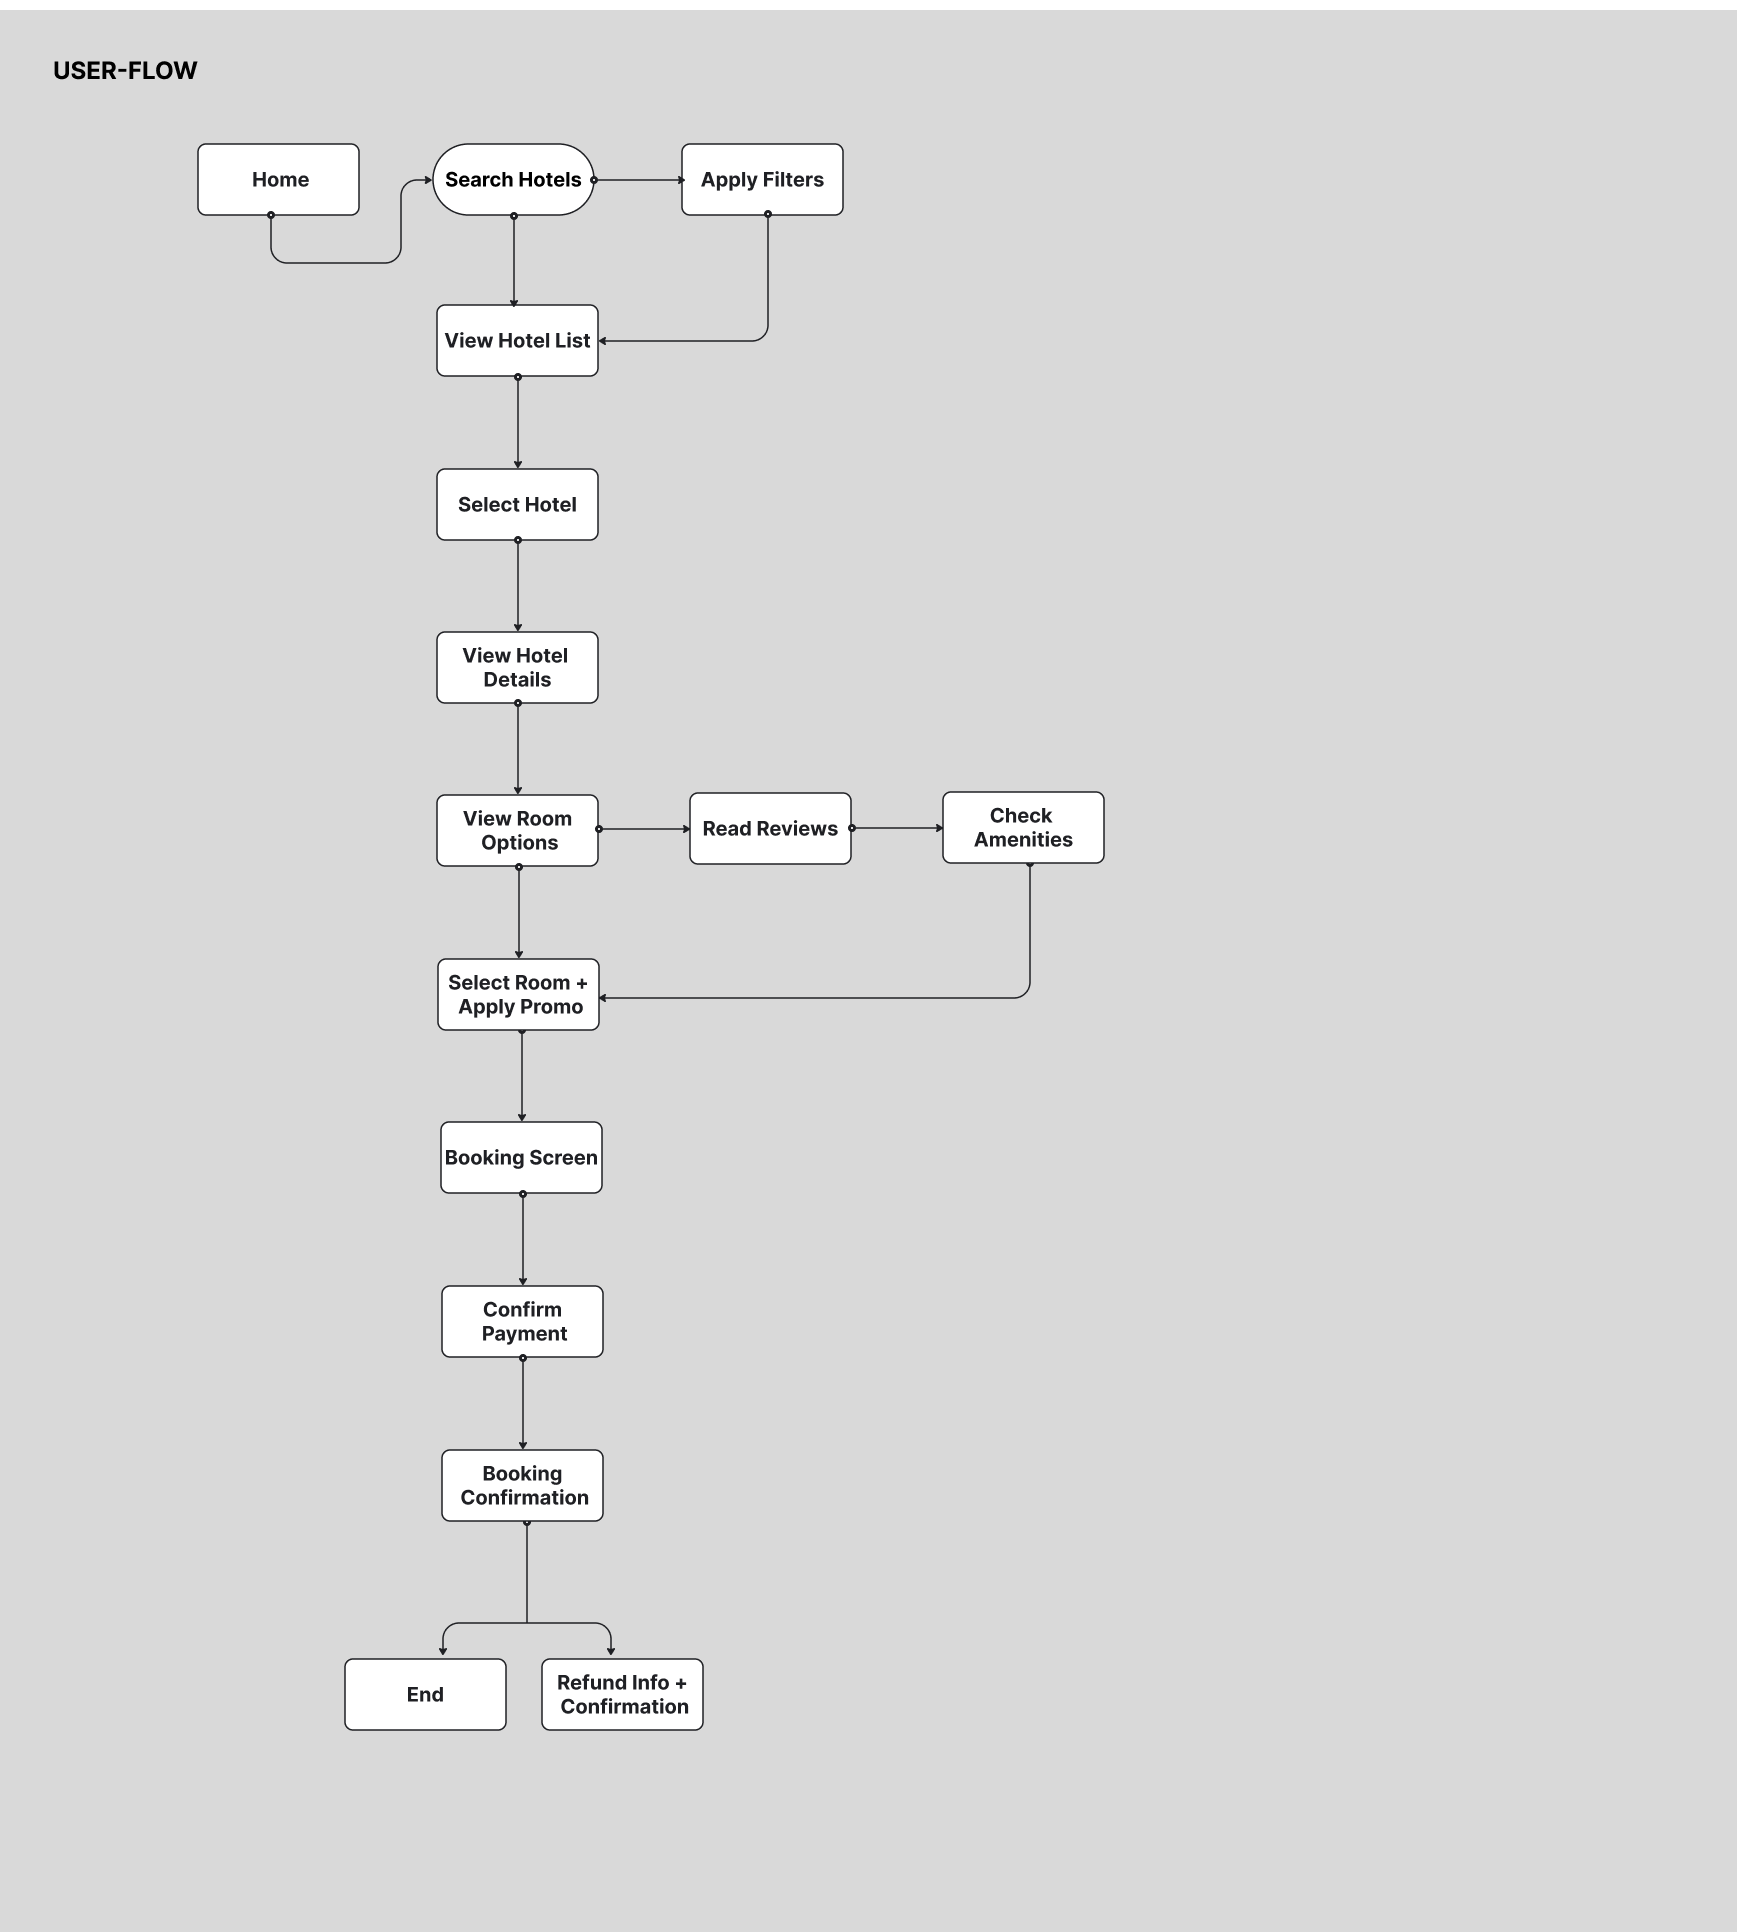 USER-FLOW
Home
Search Hotels
Apply Filters
View Hotel List
Select Hotel
View Hotel
Details
View Room
Options
Read Reviews
Check
Amenities
Select Room +
Apply Promo
Booking Screen
Confirm
Payment
Booking
Confirmation
End
Refund Info +
Confirmation